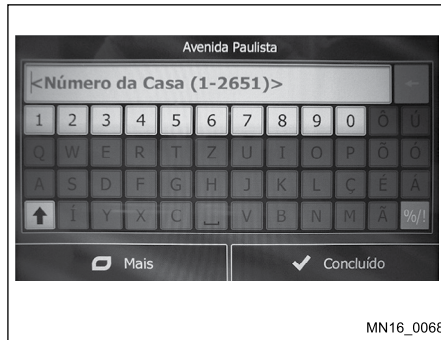 Avenida Paulista
<Número da Casa (1-2651)>
1 2 3 4 5 6 7 8 9 0 Ô Ú
Q W E R T Z U I O P Õ Ó
A S D F G H J K L Ç É Á
Í Y X C V B N M Ã %/!
Mais Concluído
MN16_0068